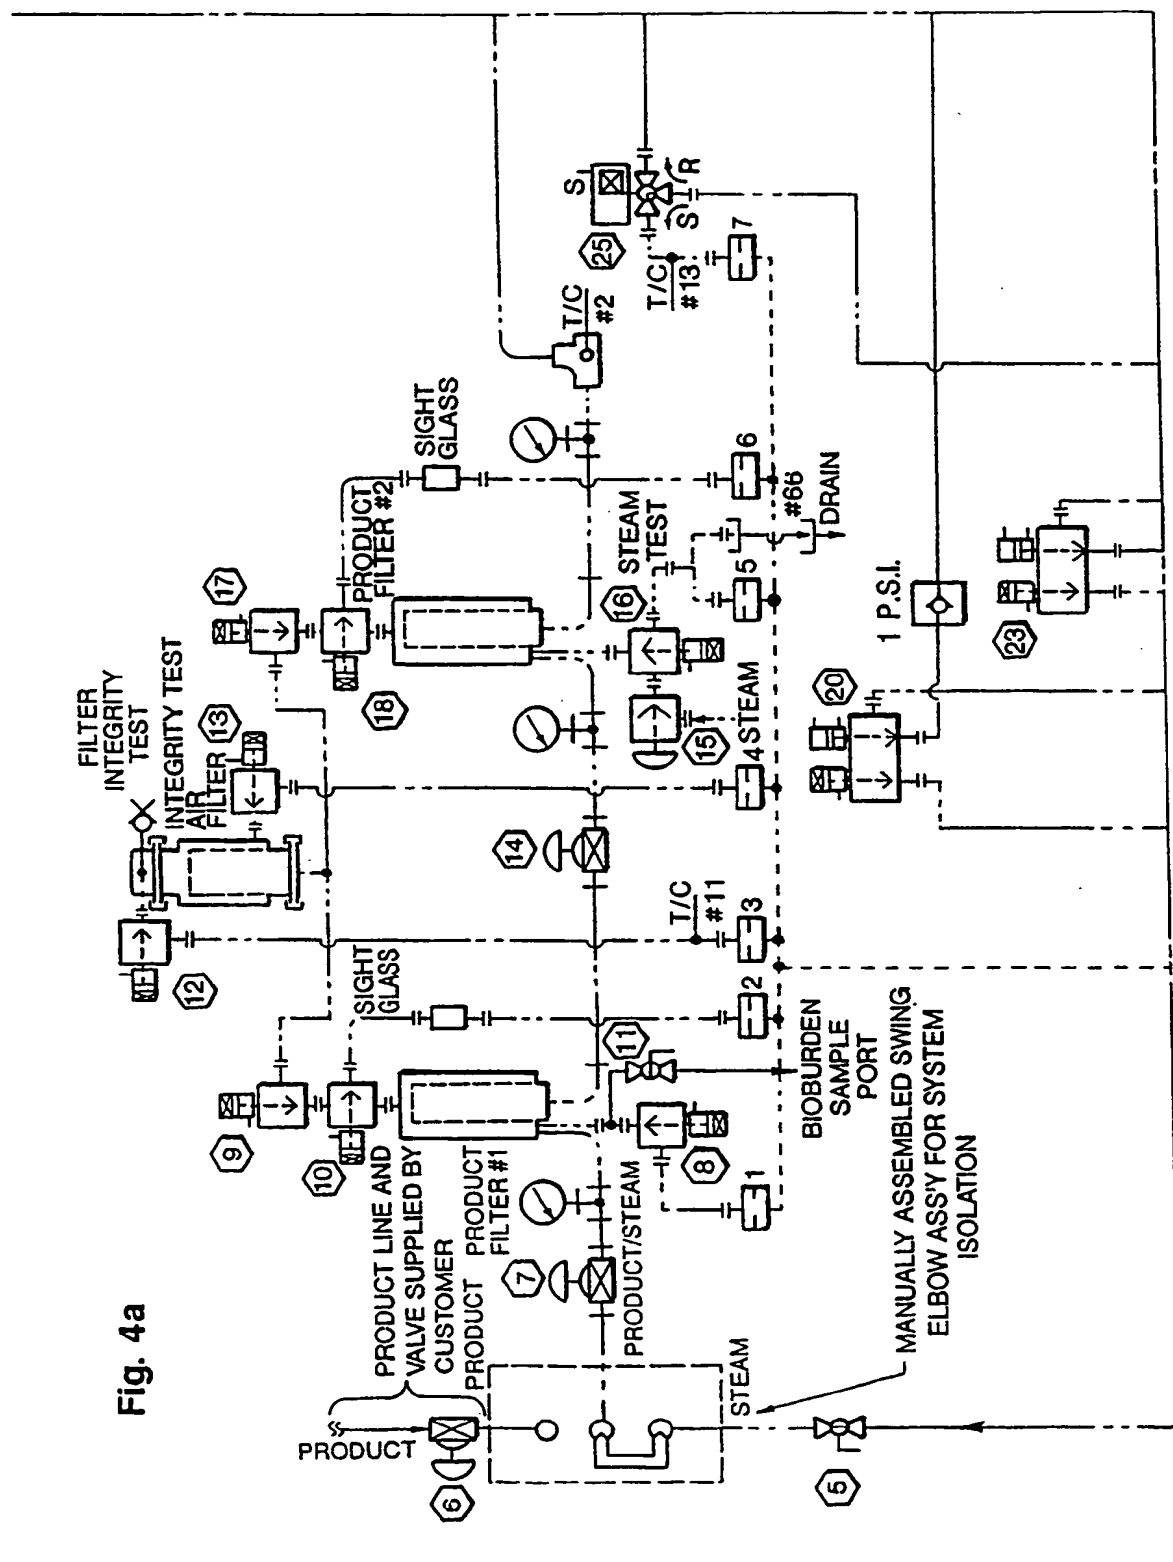 Fig. 4a
FILTER
INTEGRITY
TEST
INTEGRITY TEST
AIR
FILTER
12
13
17
9
10
18
PRODUCT
FILTER #2
SIGHT
GLASS
SIGHT
GLASS
PRODUCT LINE AND
VALVE SUPPLIED BY
CUSTOMER
PRODUCT
PRODUCT
FILTER #1
PRODUCT
6
7
PRODUCT/STEAM
14
T/C
#2
S
25
S
R
T/C
#13
16
STEAM
TEST
15
STEAM
11
8
T/C
#11
1
2
3
4
5
6
7
#66
DRAIN
BIOBURDEN
SAMPLE
PORT
STEAM
5
MANUALLY ASSEMBLED SWING
ELBOW ASS'Y FOR SYSTEM
ISOLATION
20
1 P.S.I.
23